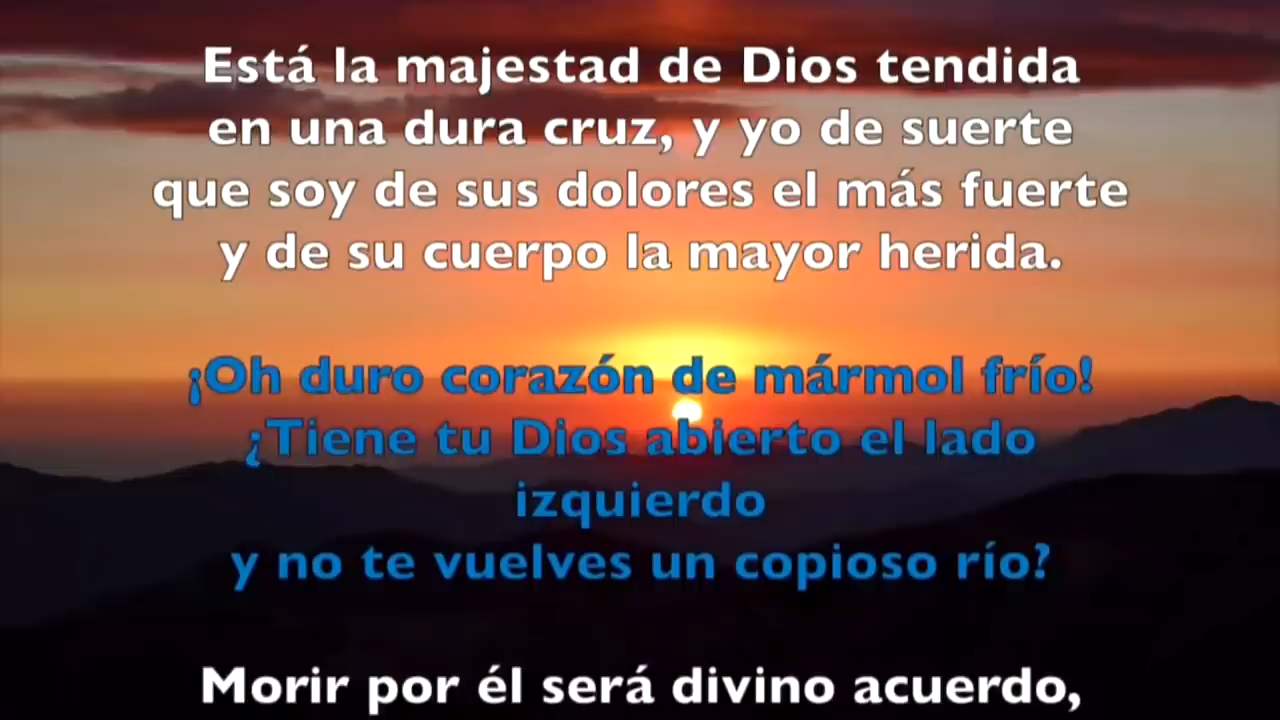 Está la majestad de Dios tendida
en una dura cruz, y yo de suerte
que soy de sus dolores el más fuerte
y de su cuerpo la mayor herida.
¡Oh duro corazón de mármol frío!
¿Tiene tu Dios abierto el lado
izquierdo
y no te vuelves un copioso río?
Morir por él será divino acuerdo,